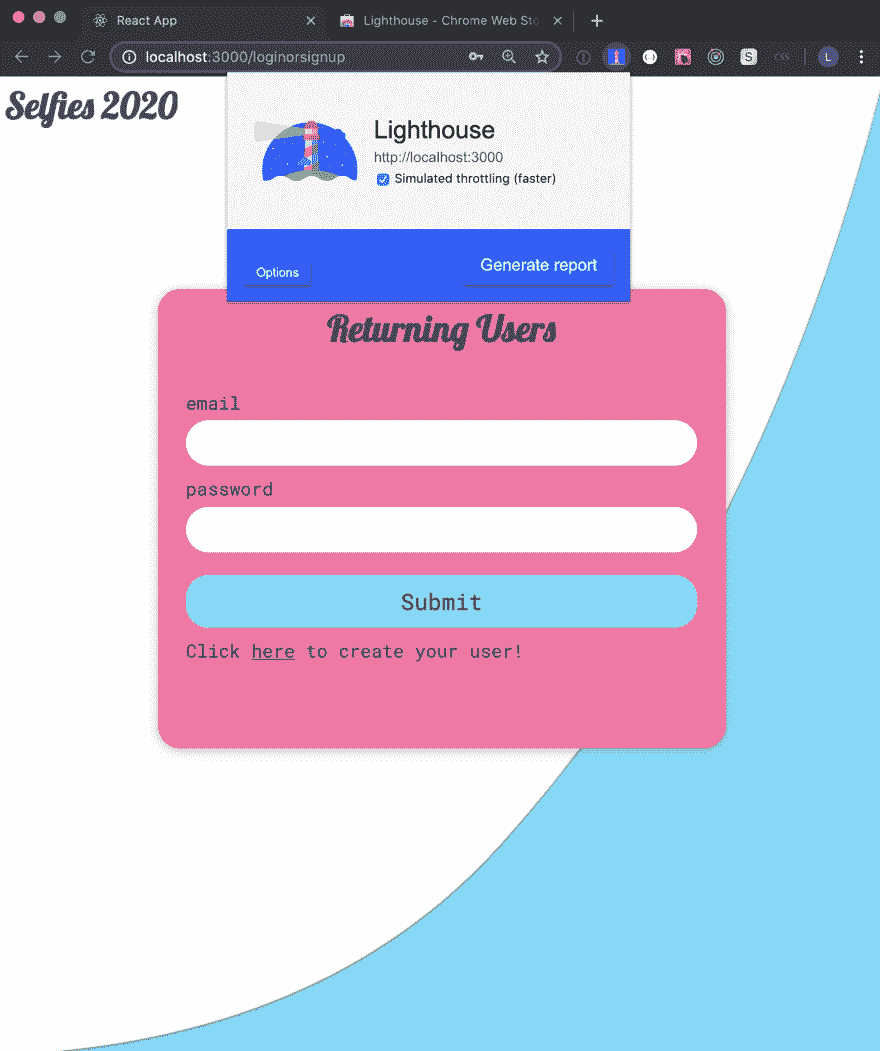 React App
Lighthouse - Chrome Web Sto
localhost:3000/loginorsignup
S
css
L
Selfies 2020
Lighthouse
http://localhost:3000
Simulated throttling (faster)
Options
Generate report
Returning Users
email
password
Submit
Click here to create your user!